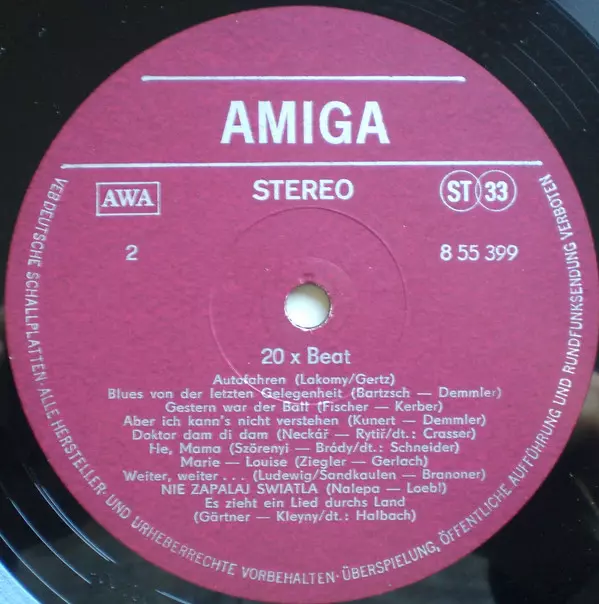 AMIGA
AWA
STEREO
ST 33
2
8 55 399
20 x Beat
Autofahren (Lakomy/Gertz)
Blues von der letzten Gelegenheit (Bartzsch — Demmler)
Gestern war der Ball (Fischer — Kerber)
Aber ich kann's nicht verstehen (Kunert — Demmler)
Doktor dam di dam (Neckář — Rytíř/dt.: Crasser)
He, Mama (Szörenyi — Bródy/dt.: Schneider)
Marie — Louise (Ziegler — Gerlach)
Weiter, weiter . . . (Ludewig/Sandkaulen — Branoner)
NIE ZAPALAJ SWIATLA (Nalepa — Loebl)
Es zieht ein Lied durchs Land
(Gärtner — Kleyny/dt.: Halbach)
VEB DEUTSCHE SCHALLPLATTEN · ALLE HERSTELLER- UND URHEBERRECHTE VORBEHALTEN · ÜBERSPIELUNG, ÖFFENTLICHE AUFFÜHRUNG UND RUNDFUNKSENDUNG VERBOTEN